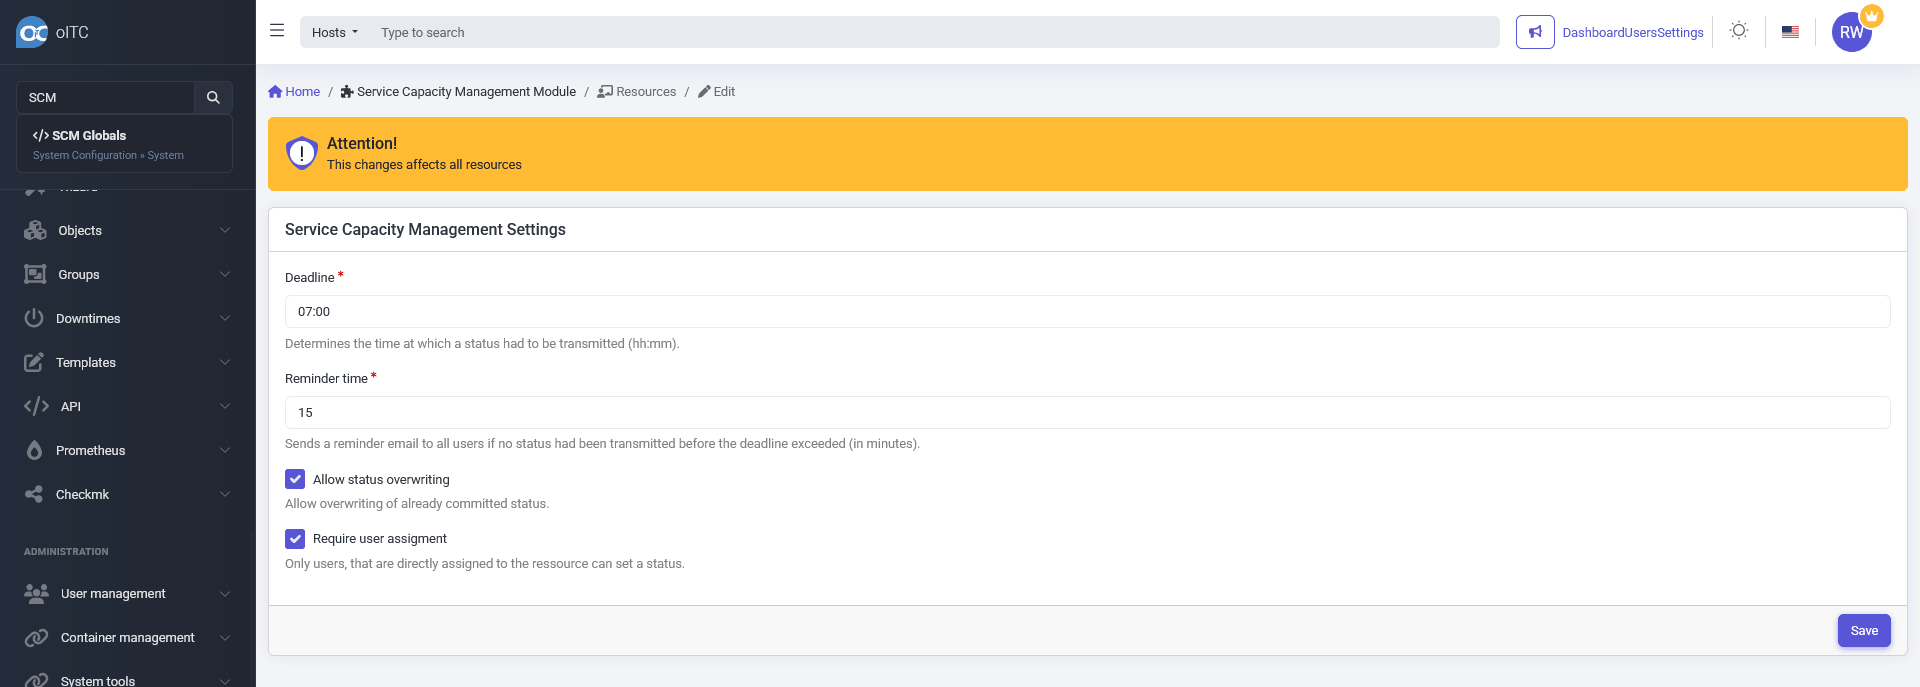 oITC
Hosts
Type to search
DashboardUsersSettings
RW
SCM
SCM Globals
System Configuration » System
Objects
Groups
Downtimes
Templates
API
Prometheus
Checkmk
ADMINISTRATION
User management
Container management
System tools
Home / Service Capacity Management Module / Resources / Edit
Attention!
This changes affects all resources
Service Capacity Management Settings
Deadline *
07:00
Determines the time at which a status had to be transmitted (hh:mm).
Reminder time *
15
Sends a reminder email to all users if no status had been transmitted before the deadline exceeded (in minutes).
Allow status overwriting
Allow overwriting of already committed status.
Require user assigment
Only users, that are directly assigned to the ressource can set a status.
Save